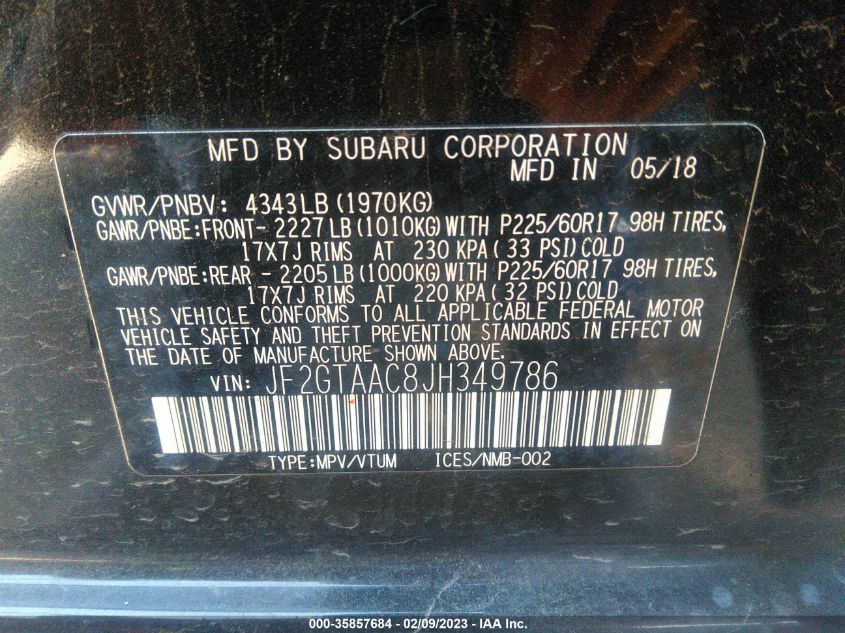 MFD BY SUBARU CORPORATION
MFD IN 05/18
GVWR/PNBV: 4343LB (1970KG)
GAWR/PNBE:FRONT- 2227LB (1010KG) WITH P225/60R17 98H TIRES,
17X7J RIMS AT 230 KPA( 33 PSI)COLD
GAWR/PNBE:REAR - 2205LB (1000KG) WITH P225/60R17 98H TIRES,
17X7J RIMS AT 220 KPA( 32 PSI)COLD
THIS VEHICLE CONFORMS TO ALL APPLICABLE FEDERAL MOTOR
VEHICLE SAFETY AND THEFT PREVENTION STANDARDS IN EFFECT ON
THE DATE OF MANUFACTURE SHOWN ABOVE.
VIN: JF2GTAAC8JH349786
TYPE:MPV/VTUM ICES/NMB-002
000-35857684 - 02/09/2023 - IAA Inc.